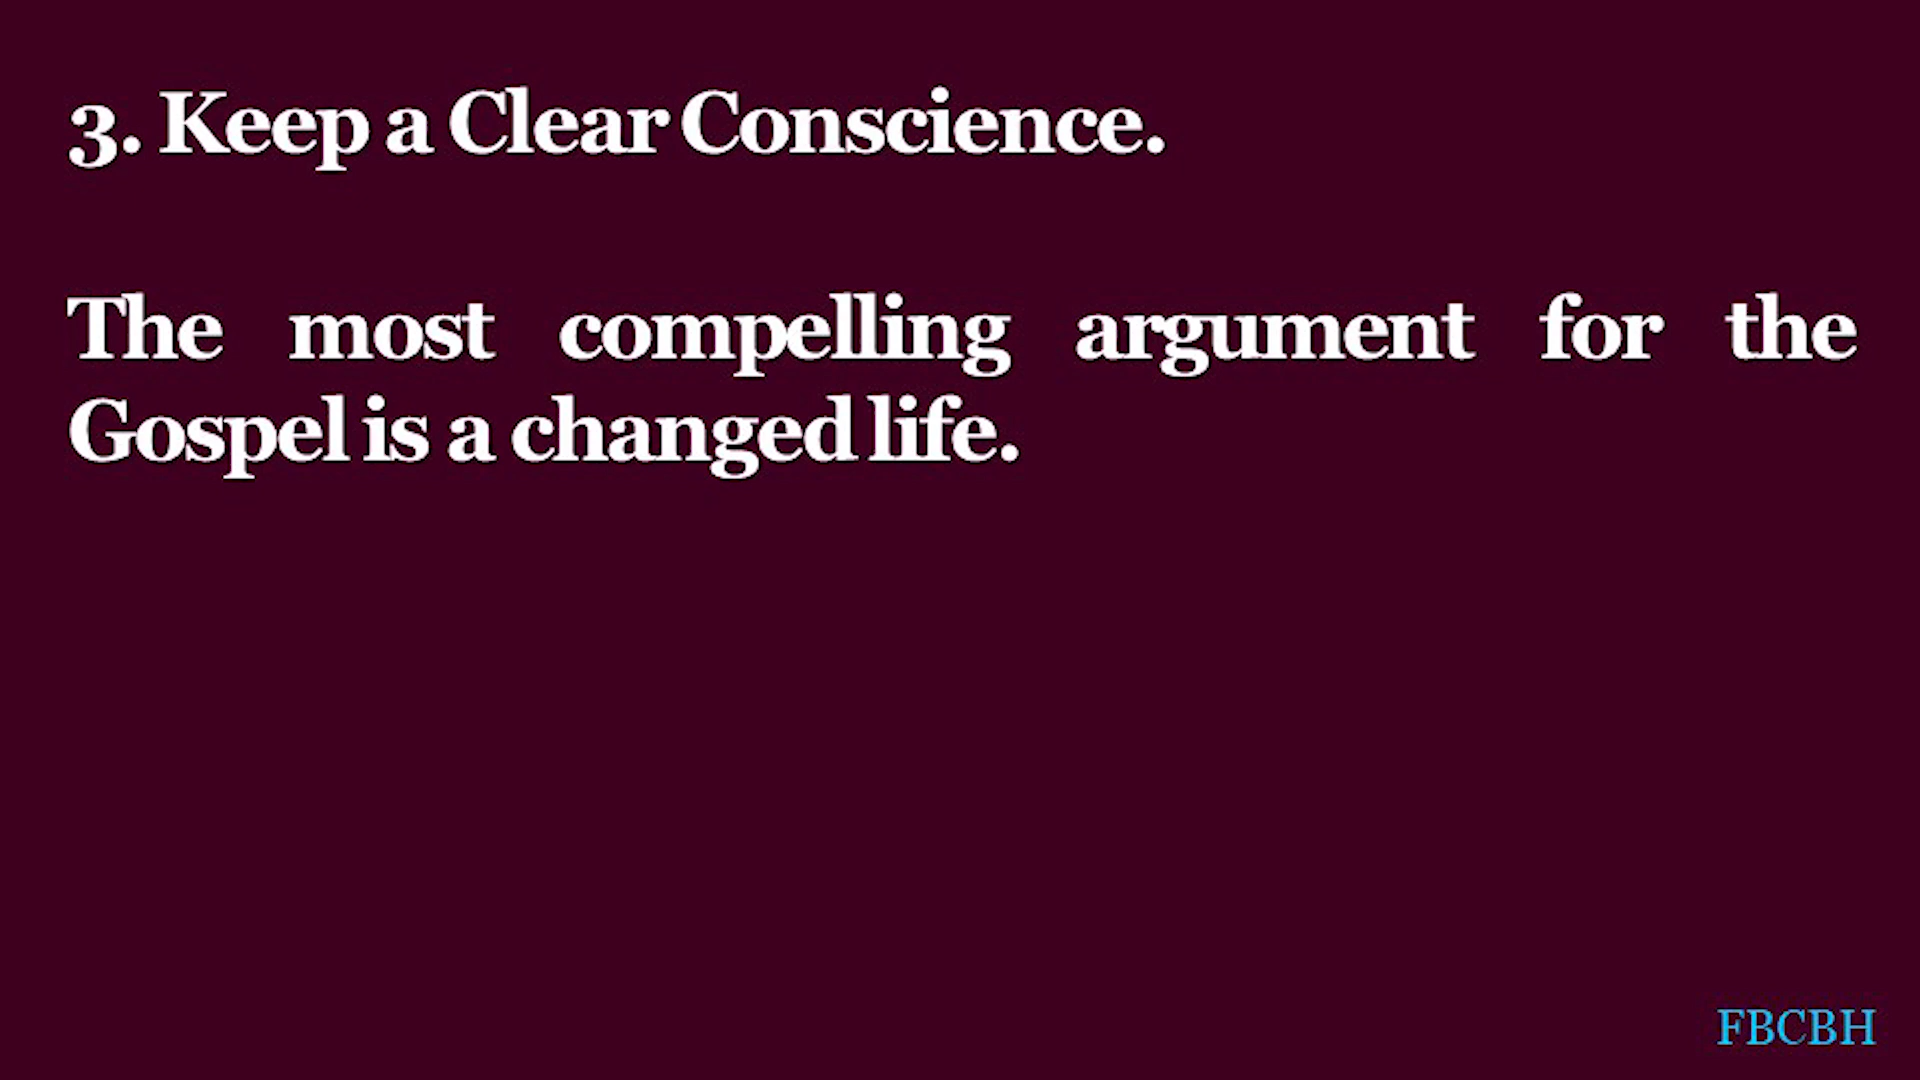 3. Keep a Clear Conscience.
The most compelling argument for the
Gospel is a changed life.
FBCBH